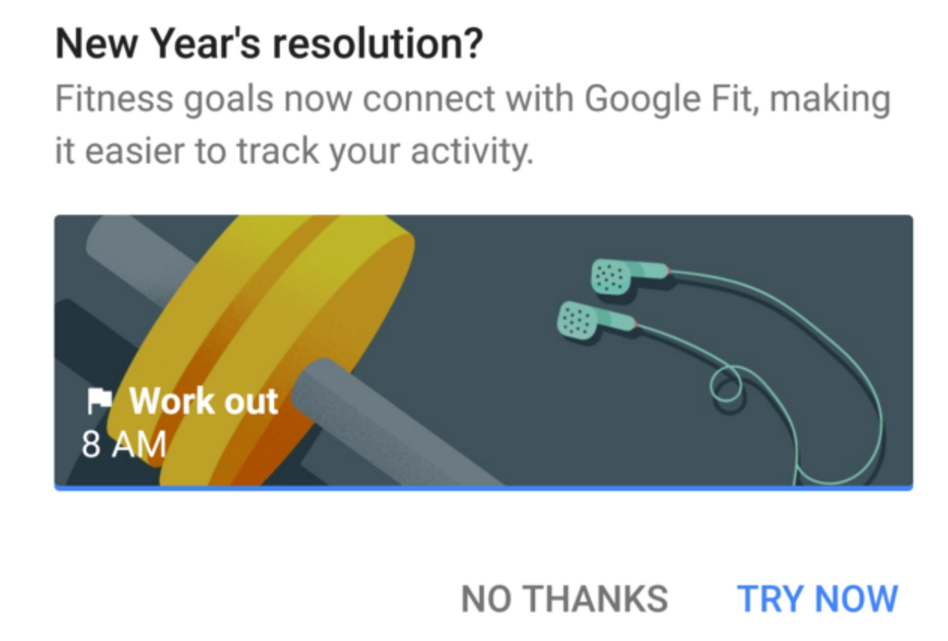 New Year's resolution?
Fitness goals now connect with Google Fit, making
it easier to track your activity.
Work out
8 AM
NO THANKS TRY NOW